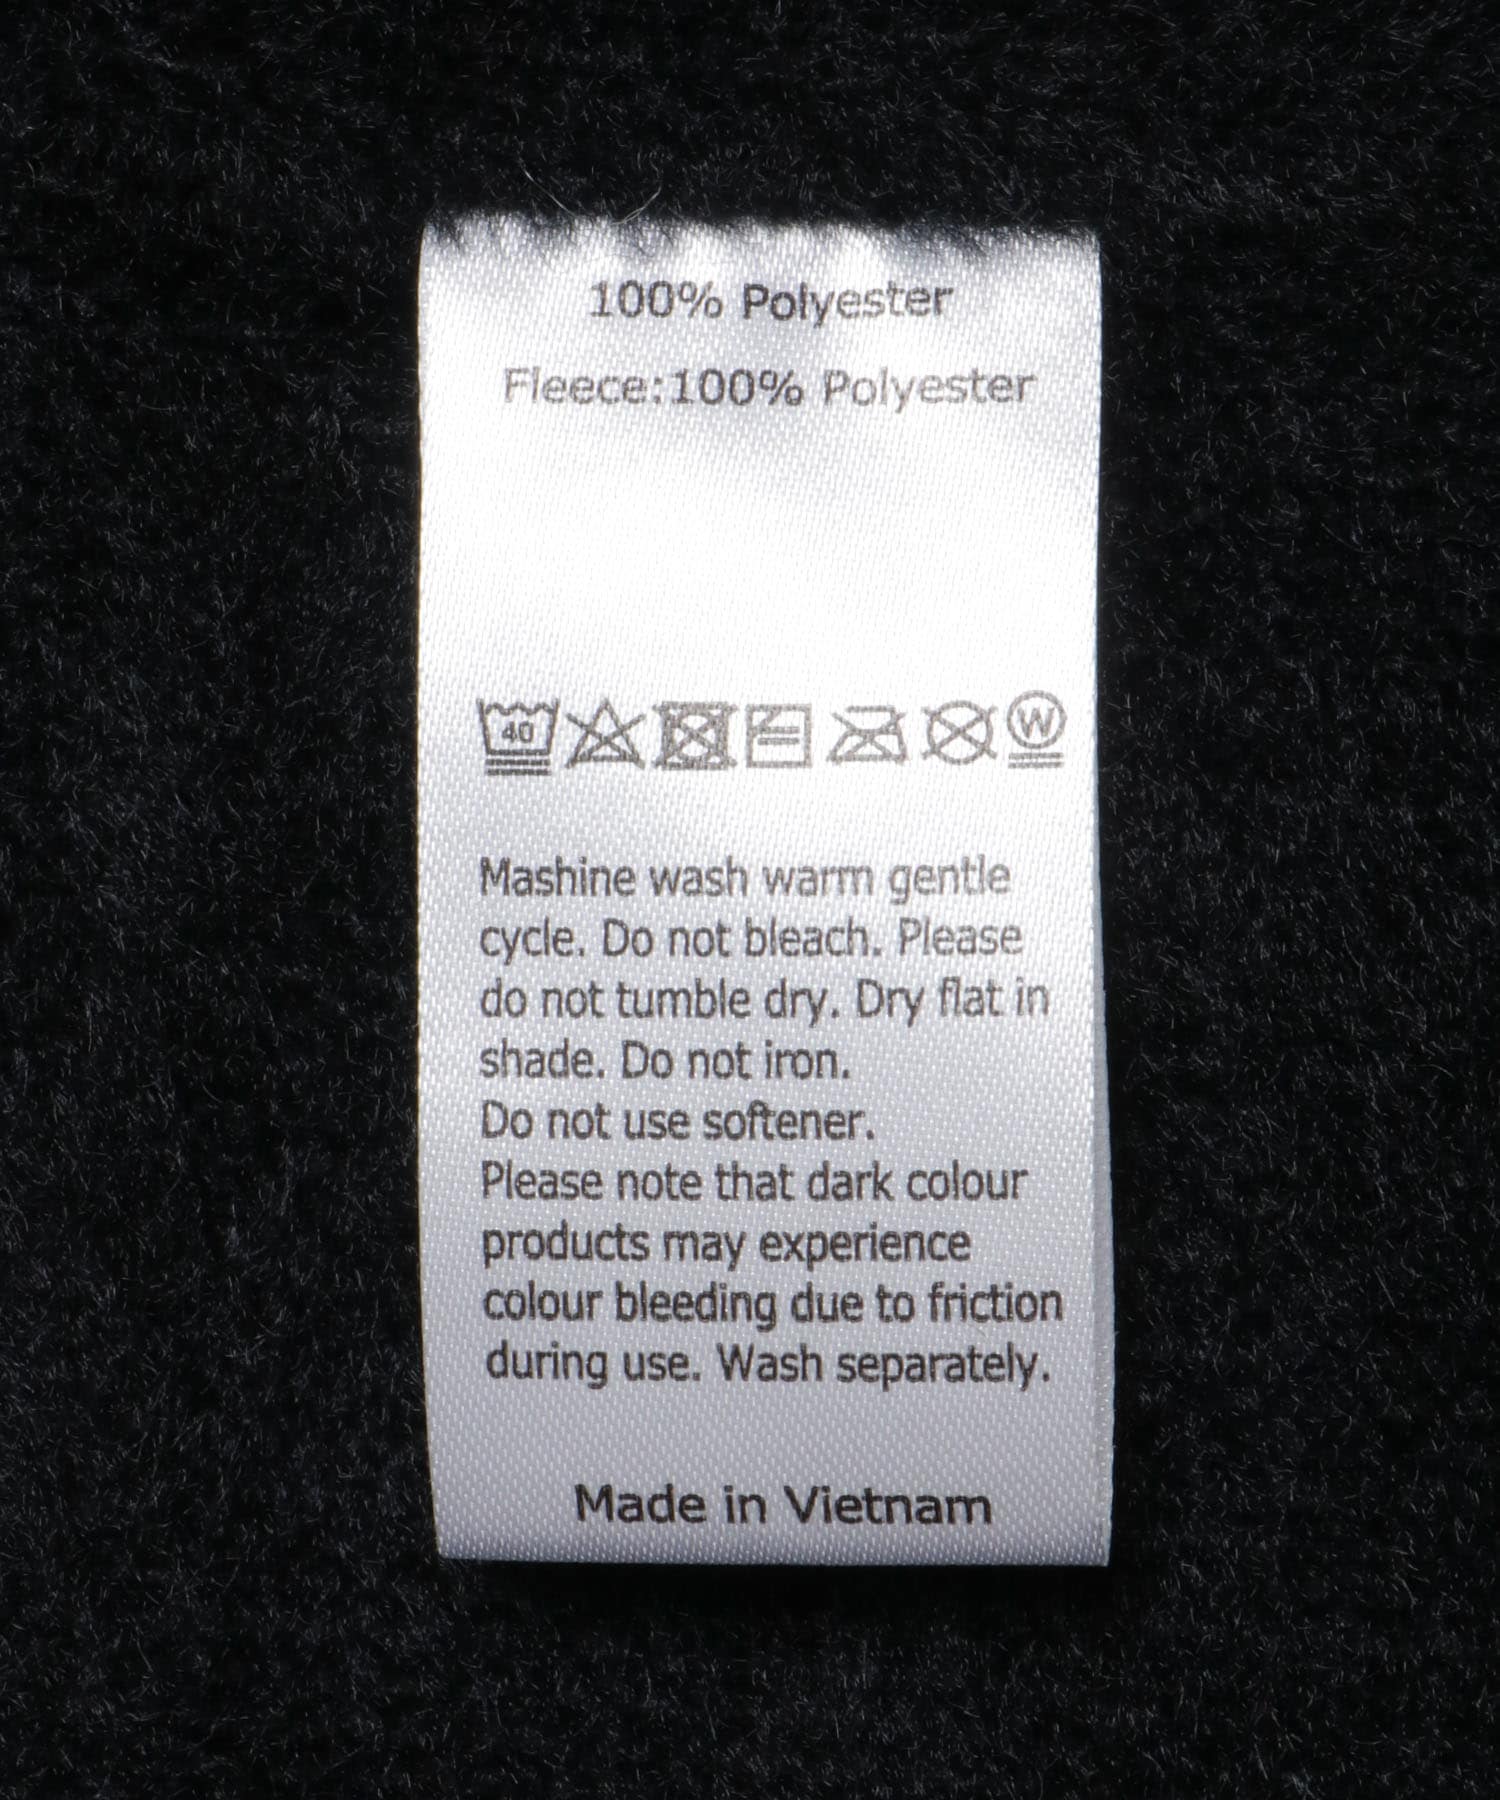 100% Polyester
Fleece:100% Polyester
40
W
Mashine wash warm gentle
cycle. Do not bleach. Please
do not tumble dry. Dry flat in
shade. Do not iron.
Do not use softener.
Please note that dark colour
products may experience
colour bleeding due to friction
during use. Wash separately.
Made in Vietnam